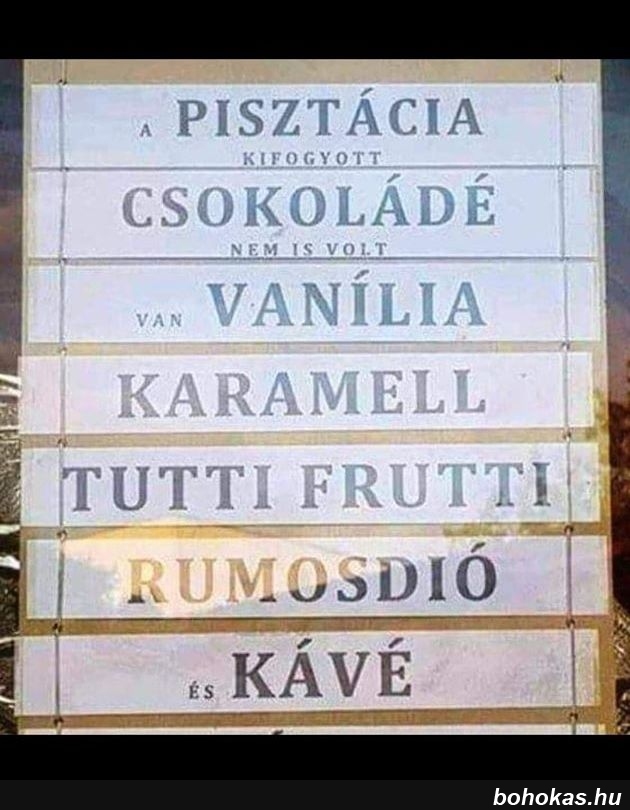 A PISZTÁCIA
KIFOGYOTT
CSOKOLÁDÉ
NEM IS VOLT
VAN VANÍLIA
KARAMELL
TUTTI FRUTTI
RUMOSDIÓ
ÉS KÁVÉ
bohokas.hu